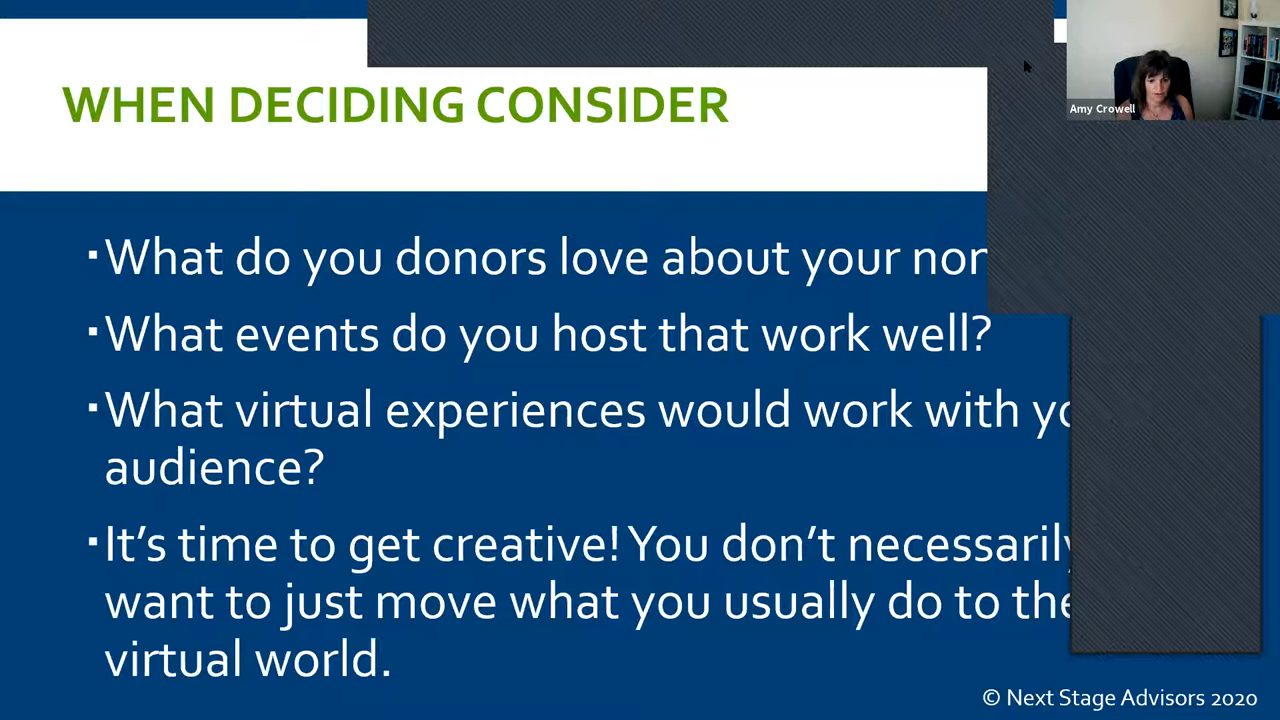 WHEN DECIDING CONSIDER
Amy Crowell
▪What do you donors love about your
▪What events do you host that work well?
▪What virtual experiences would work with
audience?
▪It’s time to get creative! You don’t necessarily
want to just move what you usually do to the
virtual world.
© Next Stage Advisors 2020